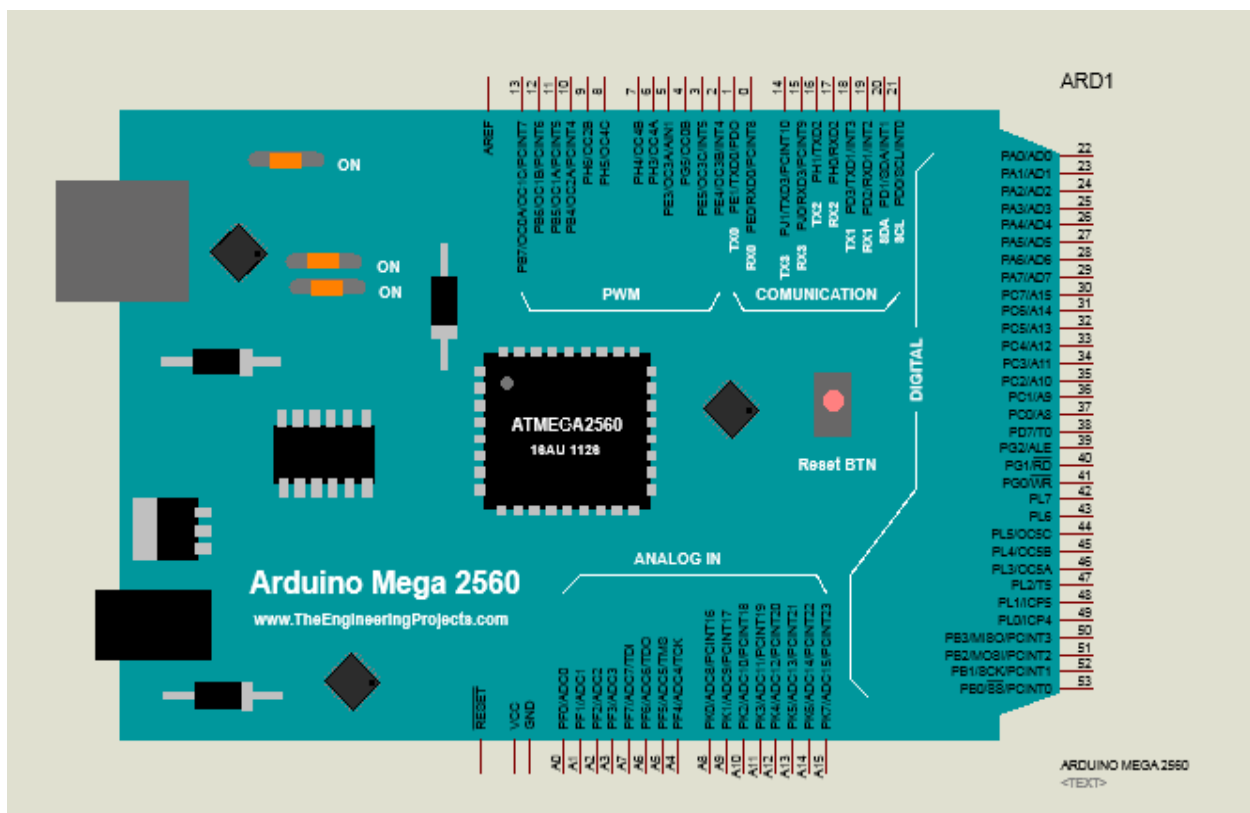 ARD1
13
12
11
10
9
8
7
6
5
4
3
2
1
0
14
15
16
17
18
19
20
21
AREF
PB7/OC0A/OC1C/PCINT7
PB6/OC1B/PCINT6
PB5/OC1A/PCINT5
PB4/OC2A/PCINT4
PH6/OC2B
PH5/OC4C
PH4/OC4B
PH3/OC4A
PE3/OC3A/AIN1
PG5/OC0B
PE5/OC3C/INT5
PE4/OC3B/INT4
TX0 PE1/TXD0/PDO
RX0 PE0/RXD0/PCINT8
TX3 PJ1/TXD3/PCINT10
RX3 PJ0/RXD3/PCINT9
TX2 PH1/TXD2
RX2 PH0/RXD2
TX1 PD3/TXD1/INT3
RX1 PD2/RXD1/INT2
SDA PD1/SDA/INT1
SCL PD0/SCL/INT0
ON
ON
ON
PWM
COMUNICATION
DIGITAL
PA0/AD0 22
PA1/AD1 23
PA2/AD2 24
PA3/AD3 25
PA4/AD4 26
PA5/AD5 27
PA6/AD6 28
PA7/AD7 29
PC7/A15 30
PC6/A14 31
PC5/A13 32
PC4/A12 33
PC3/A11 34
PC2/A10 35
PC1/A9 36
PC0/A8 37
PD7/T0 38
PG2/ALE 39
PG1/RD 40
PG0/WR 41
PL7 42
PL6 43
PL5/OC5C 44
PL4/OC5B 45
PL3/OC5A 46
PL2/T5 47
PL1/ICP5 48
PL0/ICP4 49
PB3/MISO/PCINT3 50
PB2/MOSI/PCINT2 51
PB1/SCK/PCINT1 52
PB0/SS/PCINT0 53
ATMEGA2560
16AU 1126
Reset BTN
ANALOG IN
Arduino Mega 2560
www.TheEngineeringProjects.com
RESET
VCC
GND
PF0/ADC0
PF1/ADC1
PF2/ADC2
PF3/ADC3
PF7/ADC7/TDI
PF6/ADC6/TDO
PF5/ADC5/TMS
PF4/ADC4/TCK
PK0/ADC8/PCINT16
PK1/ADC9/PCINT17
PK2/ADC10/PCINT18
PK3/ADC11/PCINT19
PK4/ADC12/PCINT20
PK5/ADC13/PCINT21
PK6/ADC14/PCINT22
PK7/ADC15/PCINT23
A0
A1
A2
A3
A7
A6
A5
A4
A8
A9
A10
A11
A12
A13
A14
A15
ARDUINO MEGA 2560
<TEXT>